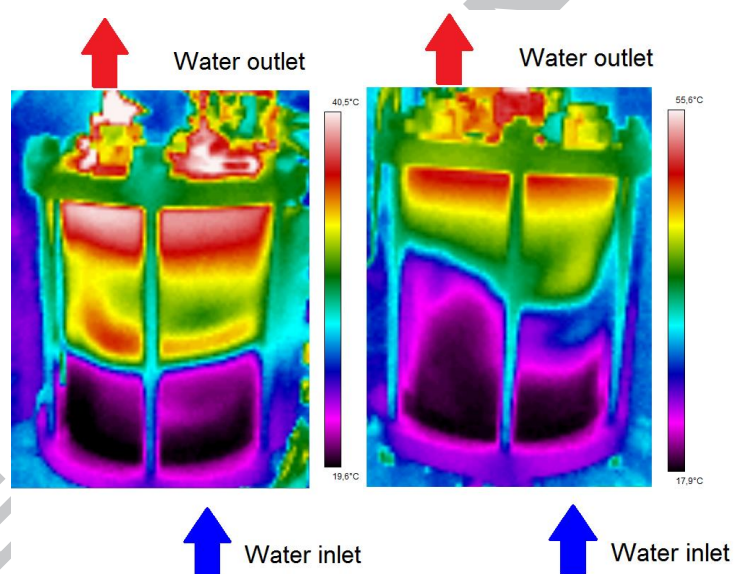 Water outlet
Water outlet
40,5°C
55,6°C
19,6°C
17,9°C
Water inlet
Water inlet